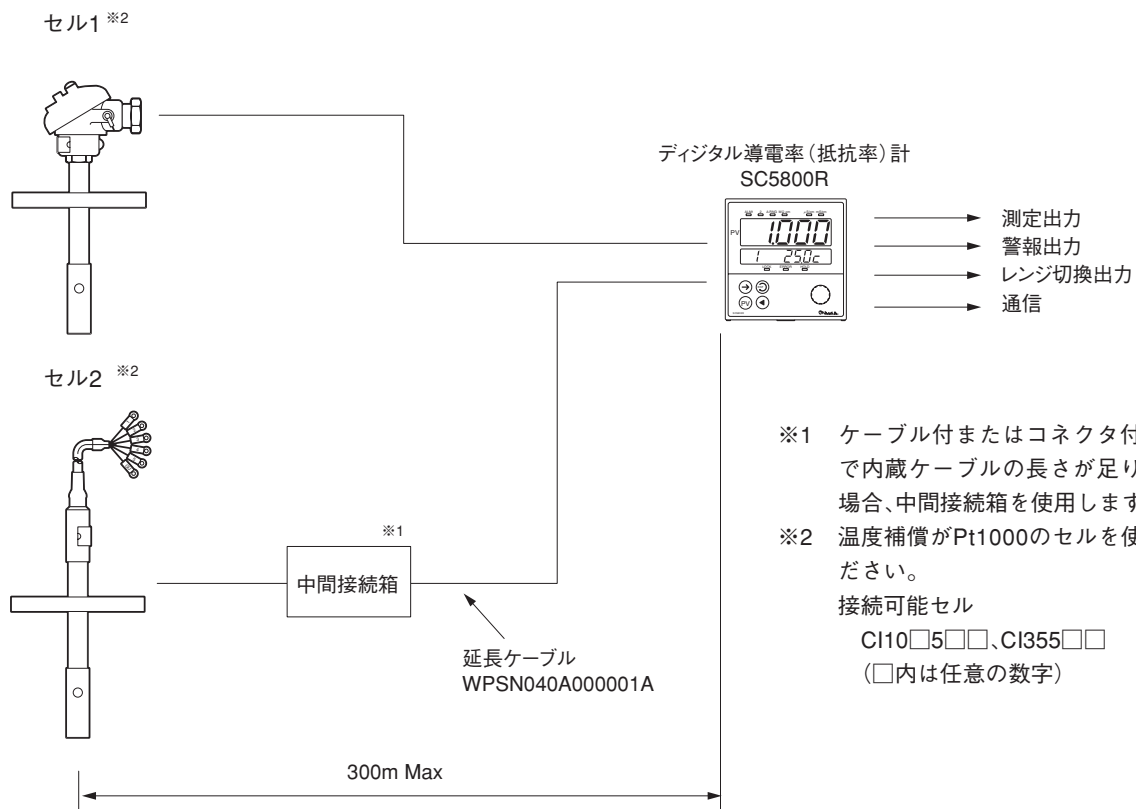 セル1 ※2
ディジタル導電率(抵抗率)計
SC5800R
PV
1.000
1 25.0c
PV
測定出力
警報出力
レンジ切換出力
通信
セル2 ※2
※1
中間接続箱
延長ケーブル
WPSN040A000001A
300m Max
※1 ケーブル付またはコネクタ付
で内蔵ケーブルの長さが足り
場合、中間接続箱を使用します
※2 温度補償がPt1000のセルを使
ださい。
接続可能セル
CI10□5□□、CI355□□
(□内は任意の数字)